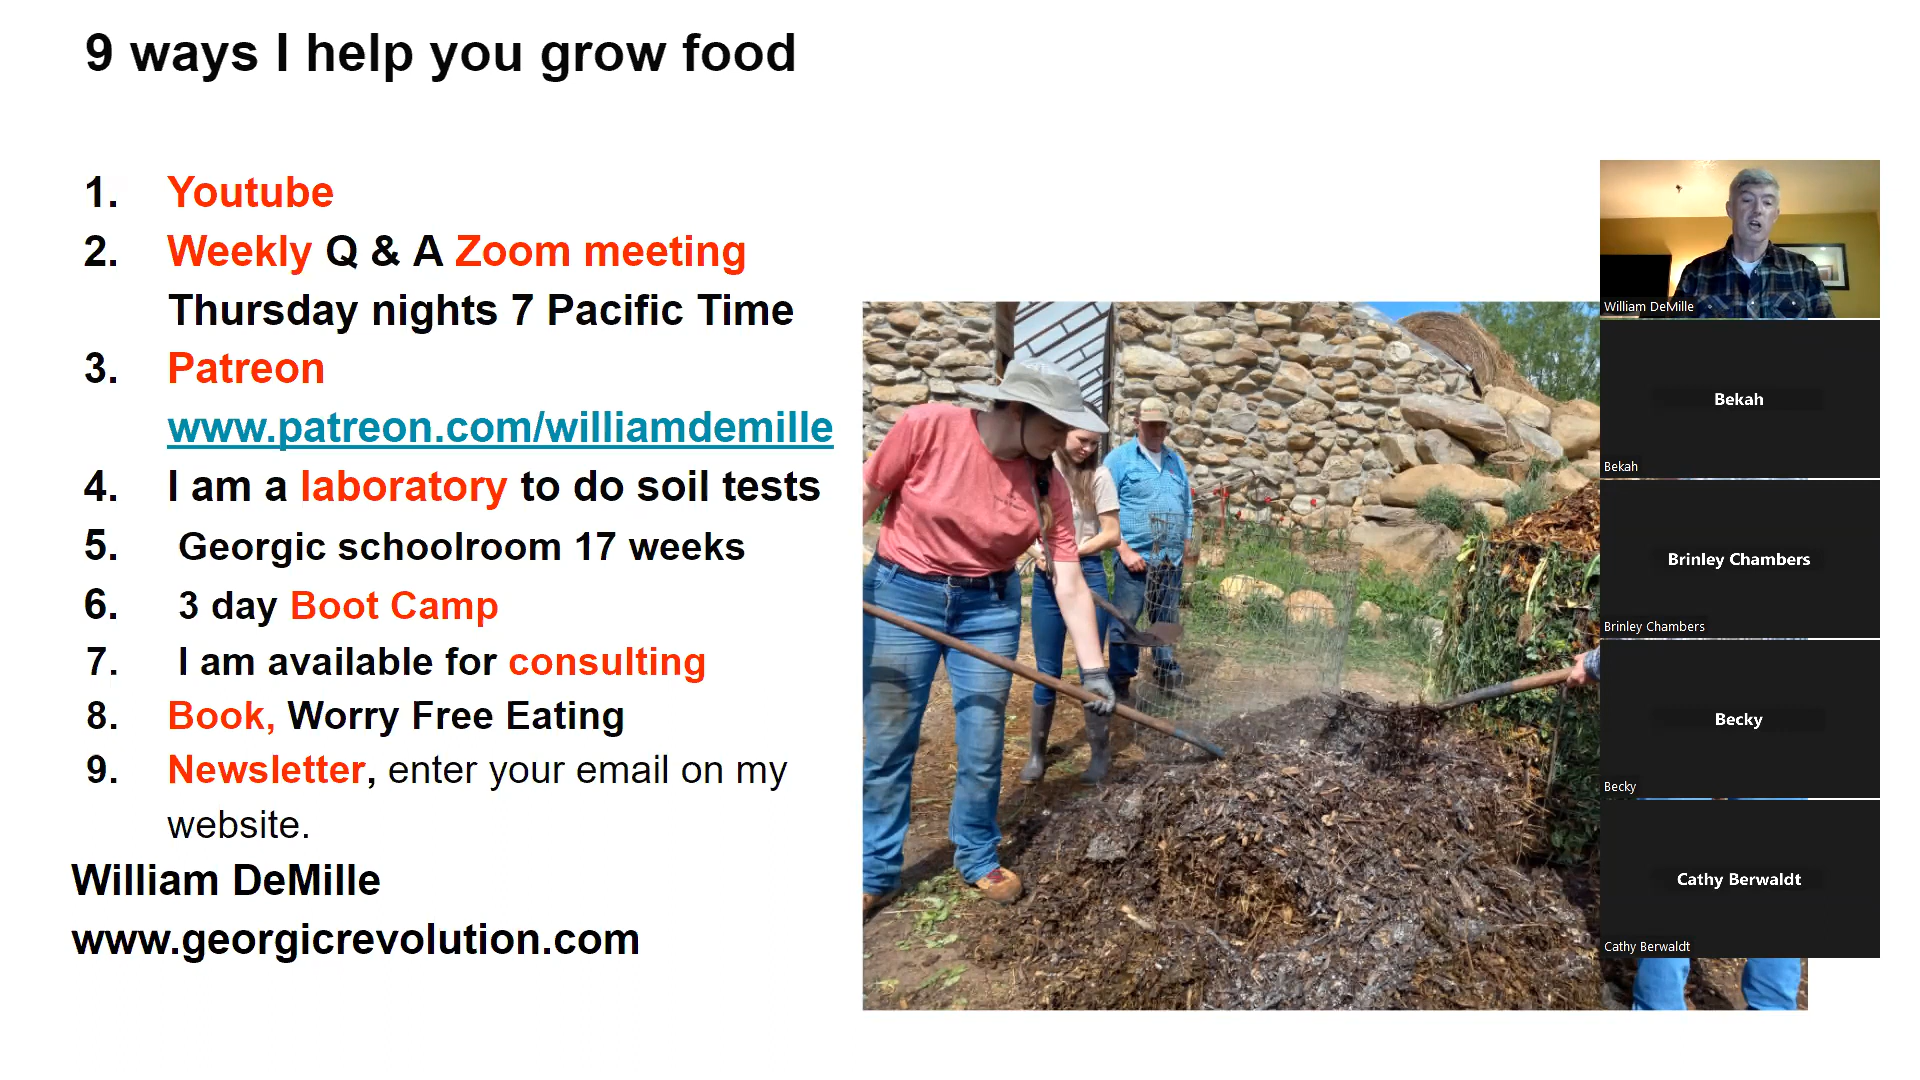 9 ways I help you grow food
1. Youtube
2. Weekly Q & A Zoom meeting
Thursday nights 7 Pacific Time
3. Patreon
www.patreon.com/williamdemille
4. I am a laboratory to do soil tests
5. Georgic schoolroom 17 weeks
6. 3 day Boot Camp
7. I am available for consulting
8. Book, Worry Free Eating
9. Newsletter, enter your email on my
website.
William DeMille
www.georgicrevolution.com
William DeMille
Bekah
Bekah
Brinley Chambers
Brinley Chambers
Becky
Becky
Cathy Berwaldt
Cathy Berwaldt